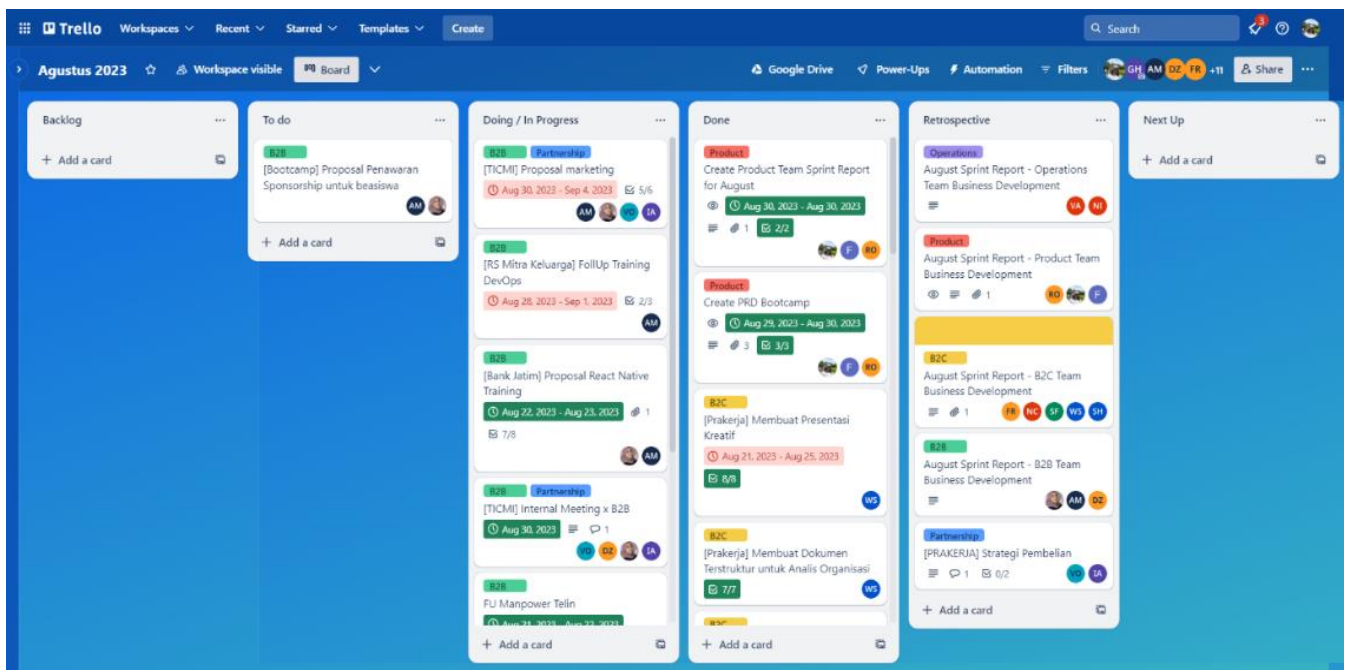 Trello Workspaces Recent Starred Templates Create Search 3
Agustus 2023 Workspace visible Board Google Drive Power-Ups Automation Filters GH AM DZ FR +11 Share
Backlog
+ Add a card
To do
B2B
[Bootcamp] Proposal Penawaran
Sponsorship untuk beasiswa
AM
+ Add a card
Doing / In Progress
B2B Partnership
[TICMI] Proposal marketing
Aug 30, 2023 - Sep 4, 2023 5/6
AM VO IA
B2B
[RS Mitra Keluarga] FollUp Training
DevOps
Aug 28, 2023 - Sep 1, 2023 2/3
AM
B2B
[Bank Jatim] Proposal React Native
Training
Aug 22, 2023 - Aug 23, 2023 1
7/8
AM
B2B Partnership
[TICMI] Internal Meeting x B2B
Aug 30, 2023 1
VO DZ IA
B2B
FU Manpower Telin
Aug 21, 2023 - Aug 22, 2023
+ Add a card
Done
Product
Create Product Team Sprint Report
for August
Aug 30, 2023 - Aug 30, 2023
1 2/2
F RO
Product
Create PRD Bootcamp
Aug 29, 2023 - Aug 30, 2023
3 3/3
F RO
B2C
[Prakerja] Membuat Presentasi
Kreatif
Aug 21, 2023 - Aug 25, 2023
8/8
WS
B2C
[Prakerja] Membuat Dokumen
Terstruktur untuk Analis Organisasi
7/7
WS
B2C
+ Add a card
Retrospective
Operations
August Sprint Report - Operations
Team Business Development
VA NI
Product
August Sprint Report - Product Team
Business Development
1 RO F
B2C
August Sprint Report - B2C Team
Business Development
1 FR NC SF WS SH
B2B
August Sprint Report - B2B Team
Business Development
AM DZ
Partnership
[PRAKERJA] Strategi Pembelian
1 0/2 VO IA
+ Add a card
Next Up
+ Add a card